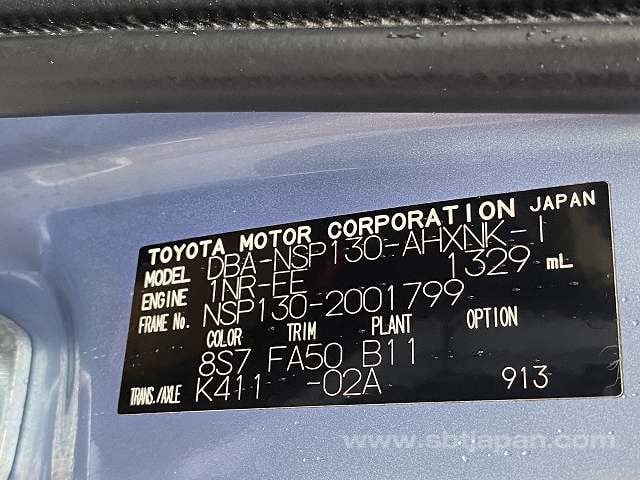 TOYOTA MOTOR CORPORATION JAPAN
MODEL DBA-NSP130-AHXNK-I
ENGINE 1NR-FE 1329 mL
FRAME No. NSP130-2001799
COLOR TRIM PLANT OPTION
8S7 FA50 B11
TRANS./AXLE K411 -02A 913
www.sbtjapan.com